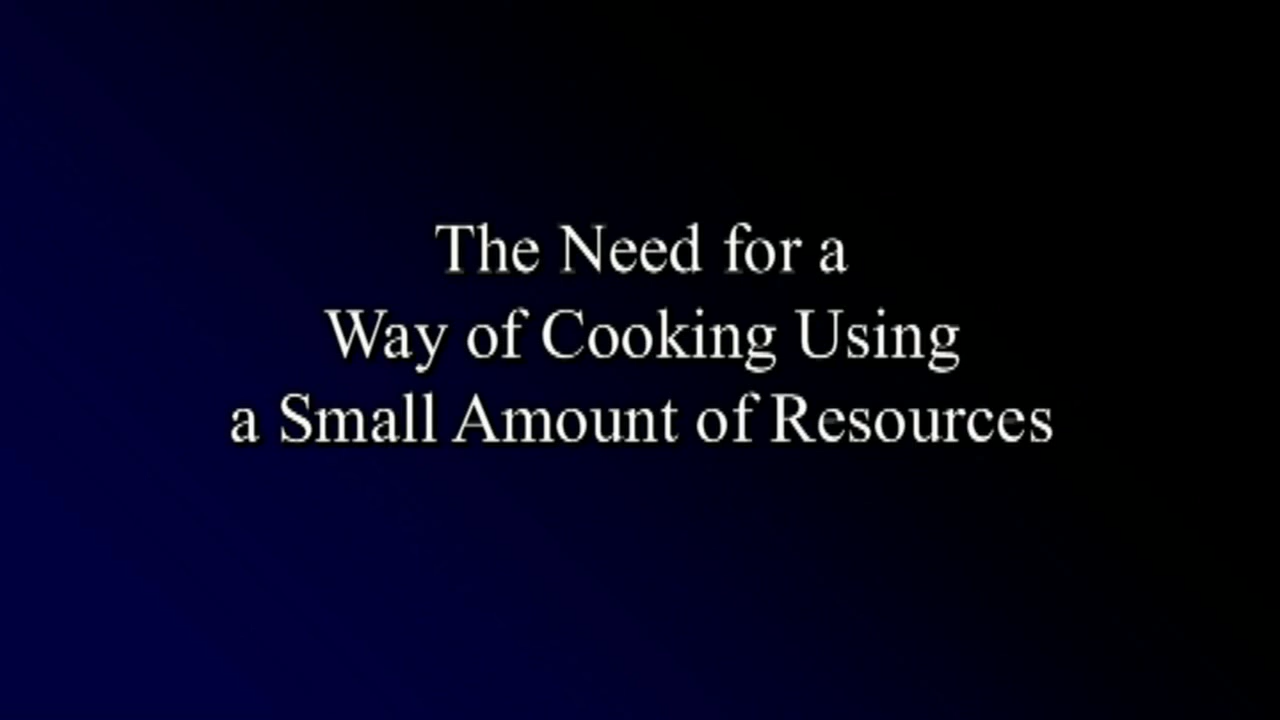 The Need for a
Way of Cooking Using
a Small Amount of Resources